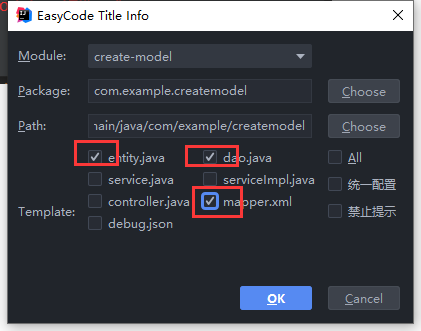 EasyCode Title Info
Module: create-model
Package: com.example.createmodel Choose
Path: ain/java/com/example/createmodel Choose
entity.java dao.java All
service.java serviceImpl.java 统一配置
Template: controller.java mapper.xml 禁止提示
debug.json
OK Cancel